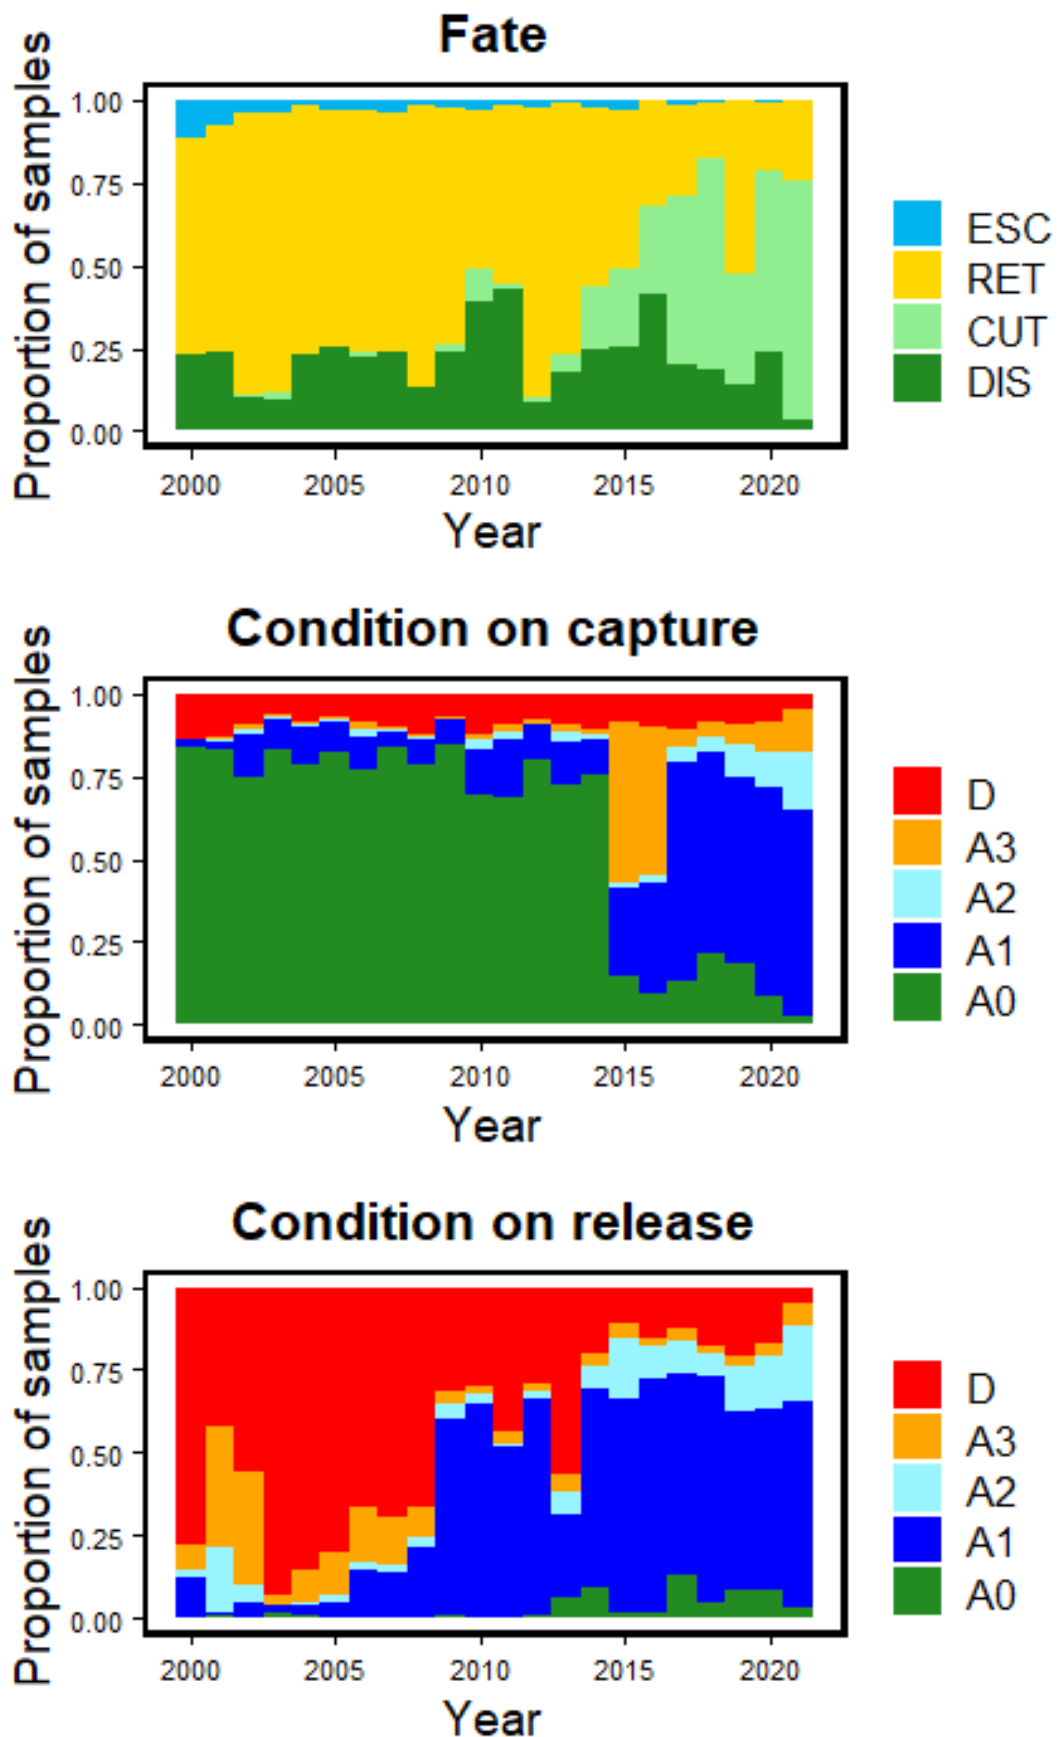 Fate
Proportion of samples
1.00
0.75
0.50
0.25
0.00
2000 2005 2010 2015 2020
Year
ESC
RET
CUT
DIS
Condition on capture
Proportion of samples
1.00
0.75
0.50
0.25
0.00
2000 2005 2010 2015 2020
Year
D
A3
A2
A1
A0
Condition on release
Proportion of samples
1.00
0.75
0.50
0.25
0.00
2000 2005 2010 2015 2020
Year
D
A3
A2
A1
A0